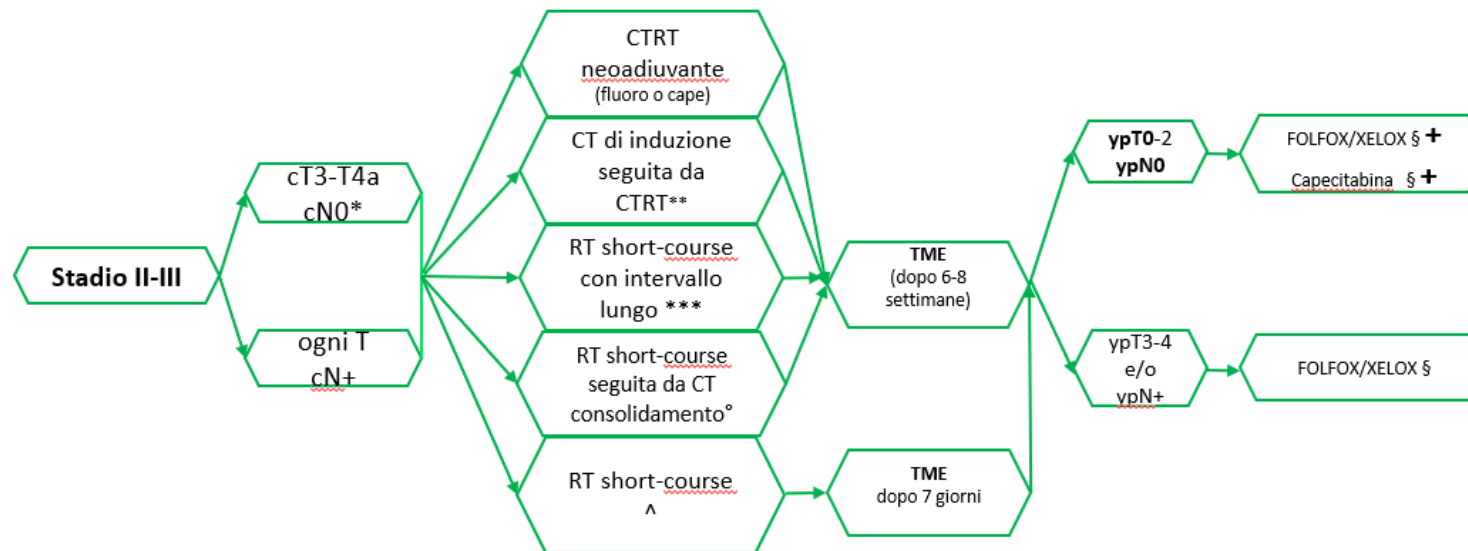 Stadio II-III
cT3-T4a
cN0*
ogni T
cN+
CTRT
neoadiuvante
(fluoro o cape)
CT di induzione
seguita da
CTRT**
RT short-course
con intervallo
lungo ***
RT short-course
seguita da CT
consolidamento°
RT short-course
^
TME
(dopo 6-8
settimane)
TME
dopo 7 giorni
ypT0-2
ypN0
ypT3-4
e/o
ypN+
FOLFOX/XELOX § +
Capecitabina § +
FOLFOX/XELOX §